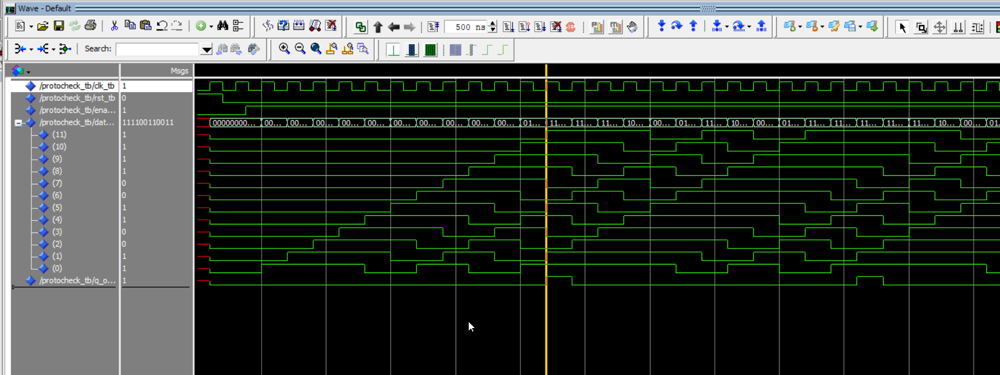 Wave - Default
500 ns
Search:
Msgs
/protocheck_tb/clk_tb 1
/protocheck_tb/rst_tb 0
/protocheck_tb/ena... 1
/protocheck_tb/dat... 111100110011 00000000... 00... 00... 00... 00... 00... 00... 00... 00... 00... 00... 01... 11... 11... 11... 10... 00... 01... 11... 10... 00... 01... 11... 11... 11... 11... 11... 10... 00... 01
(11) 1
(10) 1
(9) 1
(8) 1
(7) 0
(6) 0
(5) 1
(4) 1
(3) 0
(2) 0
(1) 1
(0) 1
/protocheck_tb/q_o... 1